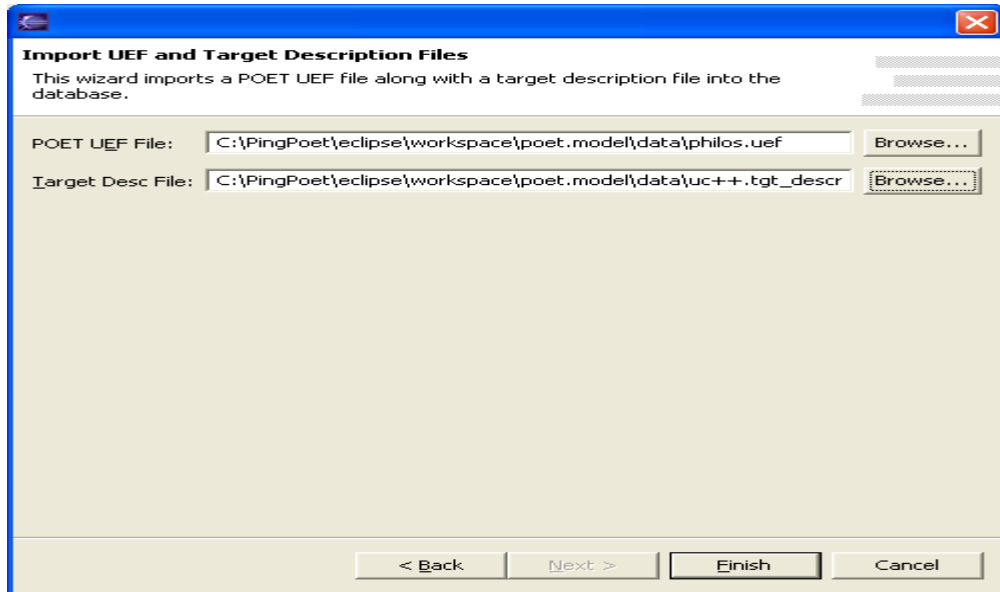 Import UEF and Target Description Files
This wizard imports a POET UEF file along with a target description file into the
database.
POET UEF File: C:\PingPoet\eclipse\workspace\poet.model\data\philos.uef Browse...
Target Desc File: C:\PingPoet\eclipse\workspace\poet.model\data\uc++.tgt_descr Browse...
< Back Next > Finish Cancel